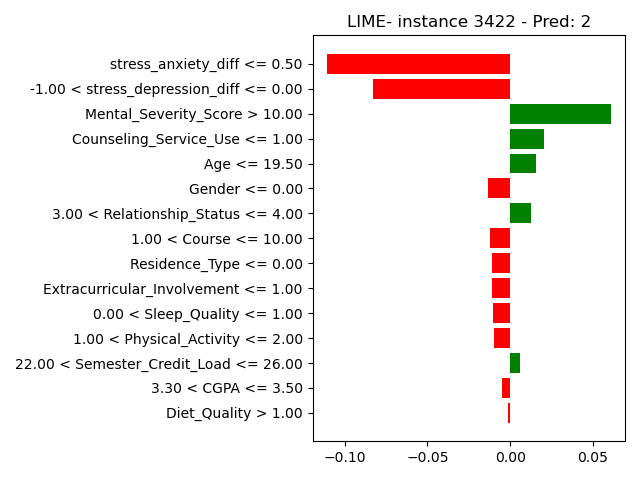 LIME- instance 3422 - Pred: 2
stress_anxiety_diff <= 0.50
-1.00 < stress_depression_diff <= 0.00
Mental_Severity_Score > 10.00
Counseling_Service_Use <= 1.00
Age <= 19.50
Gender <= 0.00
3.00 < Relationship_Status <= 4.00
1.00 < Course <= 10.00
Residence_Type <= 0.00
Extracurricular_Involvement <= 1.00
0.00 < Sleep_Quality <= 1.00
1.00 < Physical_Activity <= 2.00
22.00 < Semester_Credit_Load <= 26.00
3.30 < CGPA <= 3.50
Diet_Quality > 1.00
−0.10 −0.05 0.00 0.05